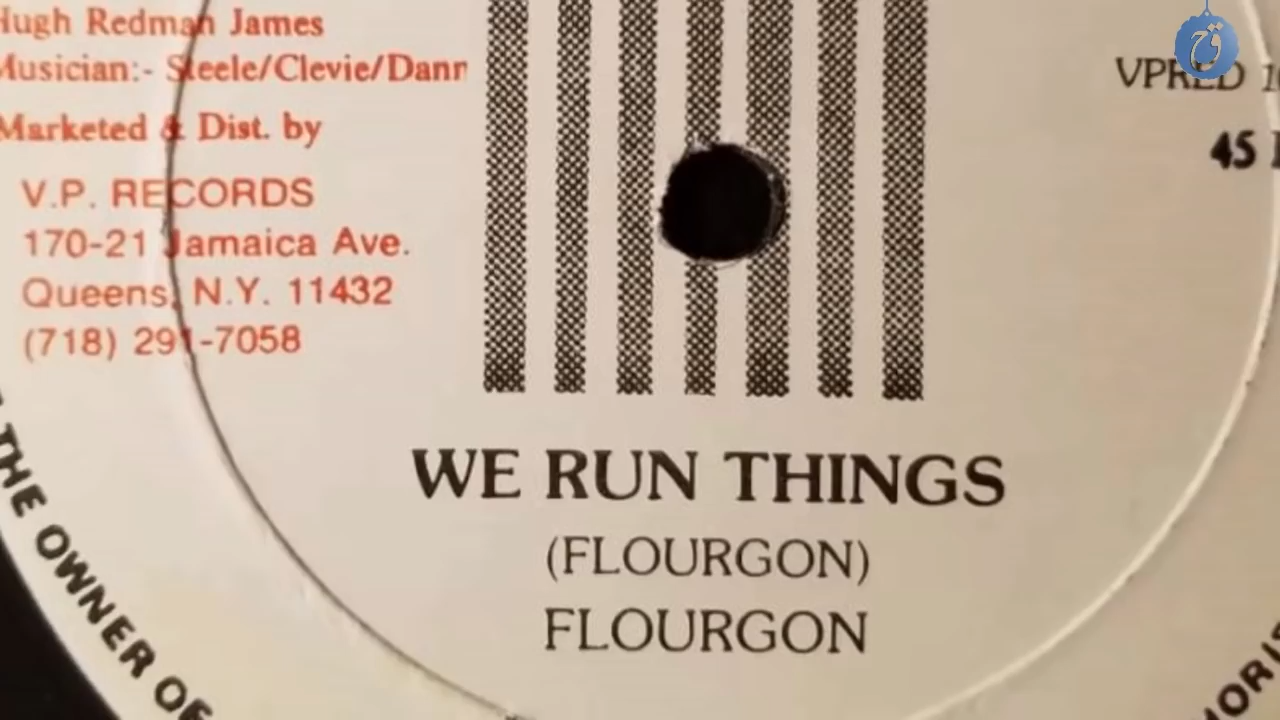 Hugh Redman James
Musician:- Steele/Clevie/Dann
Marketed & Dist. by
V.P. RECORDS
170-21 Jamaica Ave.
Queens, N.Y. 11432
(718) 291-7058
VPRED
45
WE RUN THINGS
(FLOURGON)
FLOURGON
THE OWNER OF